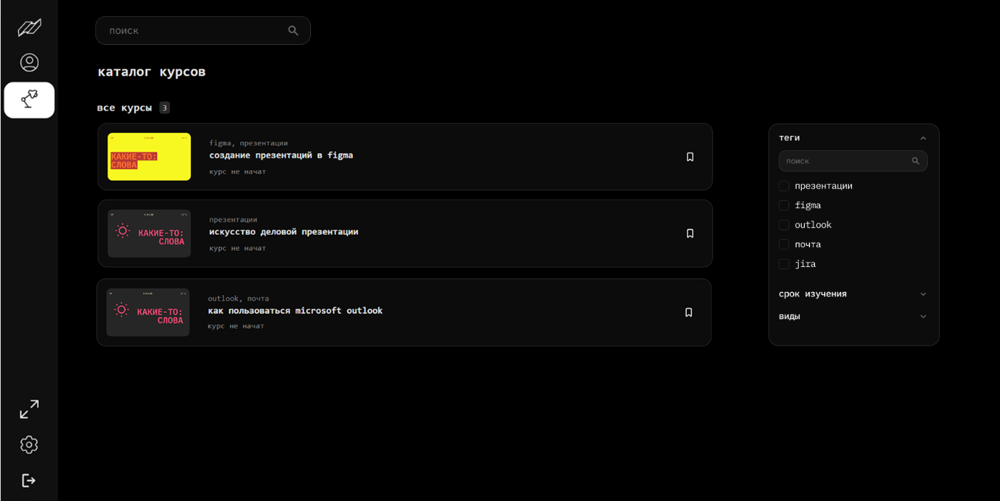 поиск
каталог курсов
все курсы 3
КАКИЕ-ТО:
СЛОВА
figma, презентации
создание презентаций в figma
курс не начат
КАКИЕ-ТО:
СЛОВА
презентации
искусство деловой презентации
курс не начат
КАКИЕ-ТО:
СЛОВА
outlook, почта
как пользоваться microsoft outlook
курс не начат
теги
поиск
презентации
figma
outlook
почта
jira
срок изучения
виды